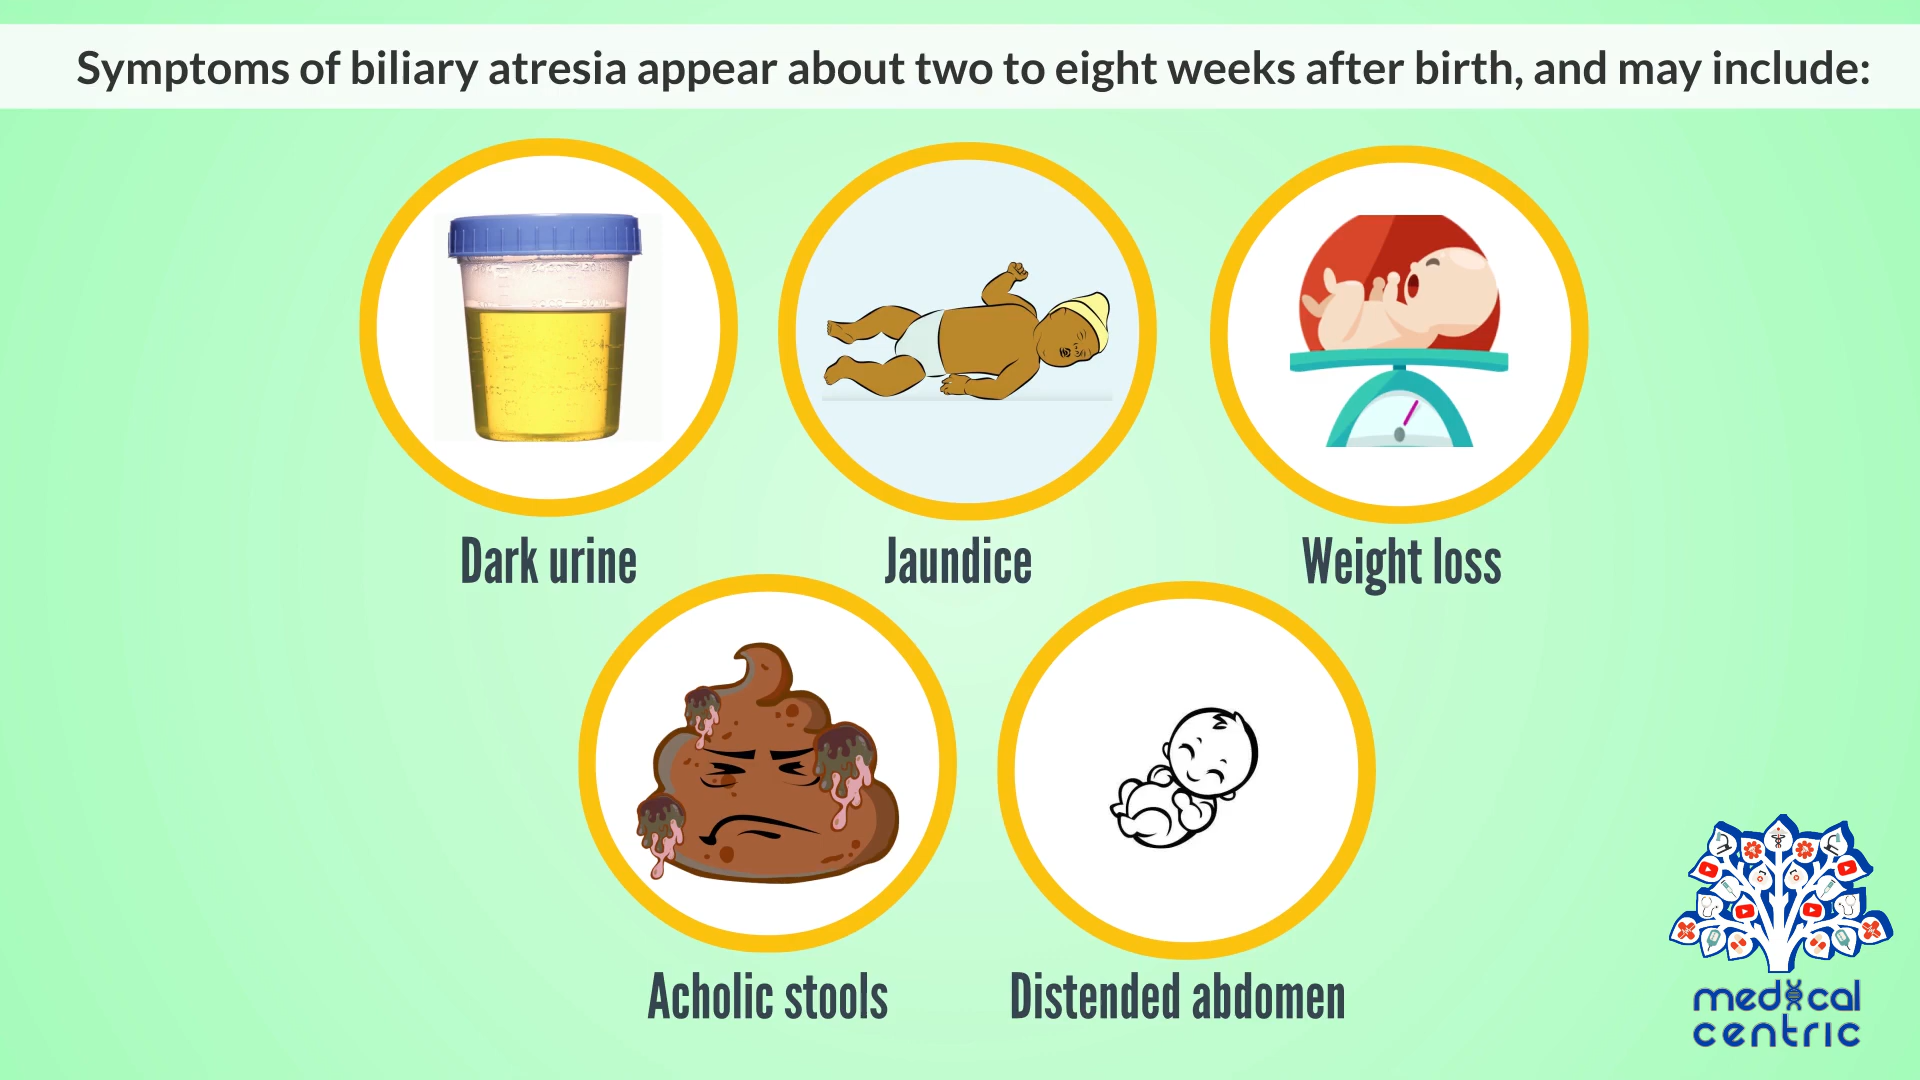 Symptoms of biliary atresia appear about two to eight weeks after birth, and may include:
Dark urine
Jaundice
Weight loss
Acholic stools
Distended abdomen
medical
centric